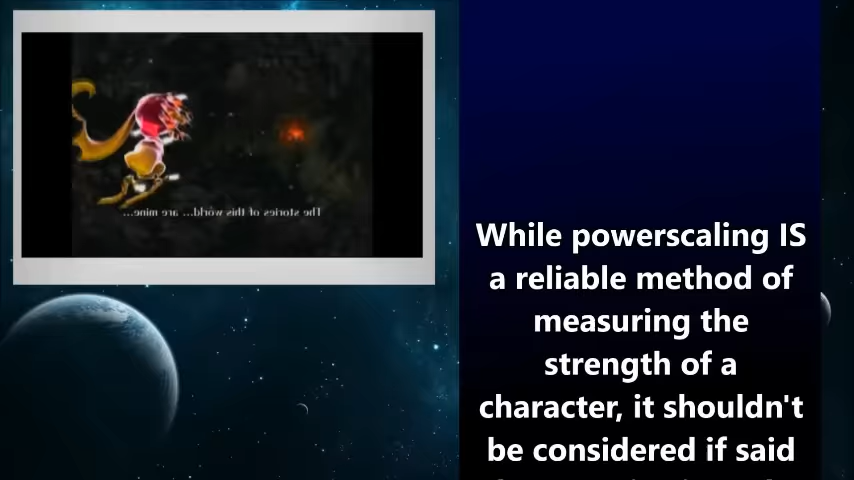 The stories of this world... are mine...
While powerscaling IS
a reliable method of
measuring the
strength of a
character, it shouldn't
be considered if said